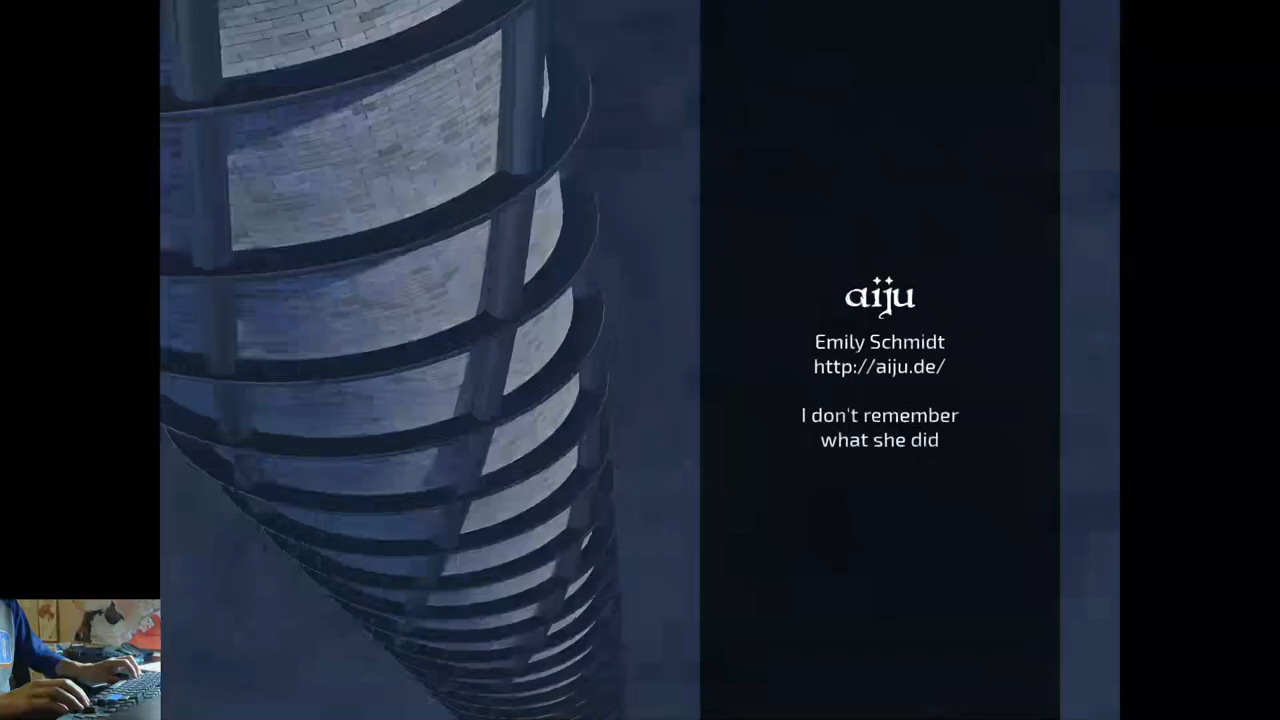 aiju
Emily Schmidt
http://aiju.de/
I don't remember
what she did